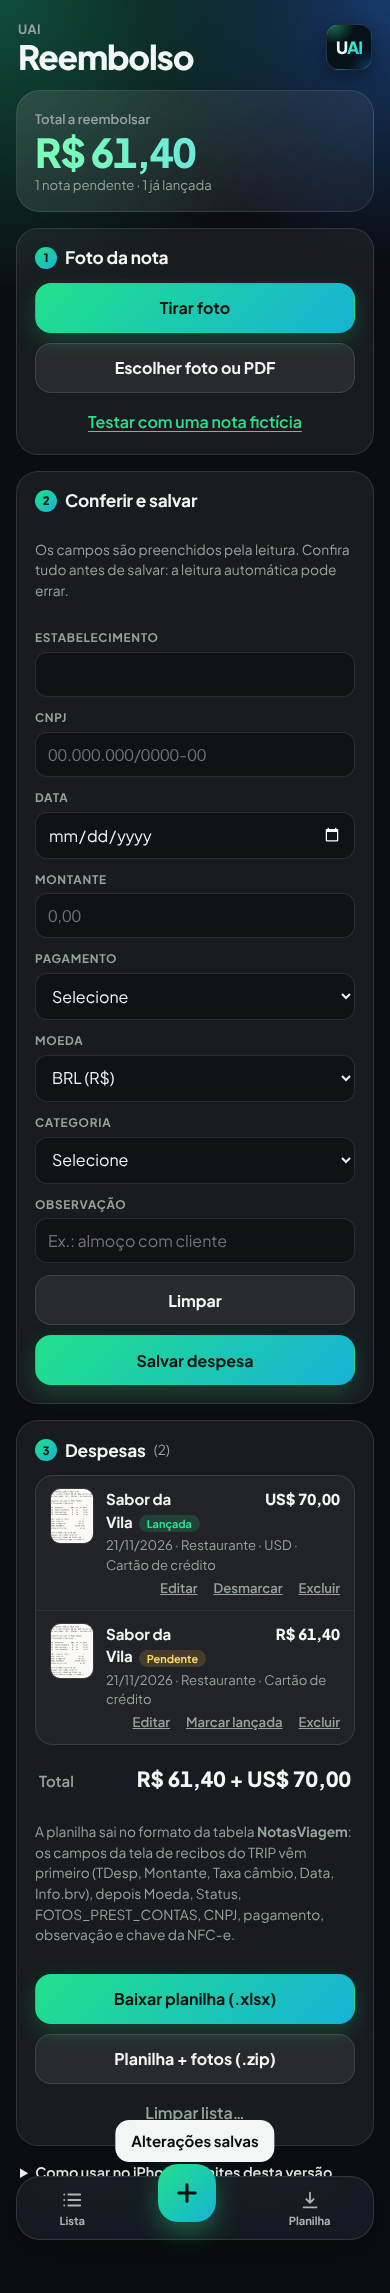 UAI
Reembolso
UAI
Total a reembolsar
R$ 61,40
1 nota pendente · 1 já lançada
1 Foto da nota
Tirar foto
Escolher foto ou PDF
Testar com uma nota fictícia
2 Conferir e salvar
Os campos são preenchidos pela leitura. Confira
tudo antes de salvar: a leitura automática pode
errar.
ESTABELECIMENTO
CNPJ
00.000.000/0000-00
DATA
mm/dd/yyyy
MONTANTE
0,00
PAGAMENTO
Selecione
MOEDA
BRL (R$)
CATEGORIA
Selecione
OBSERVAÇÃO
Ex.: almoço com cliente
Limpar
Salvar despesa
3 Despesas (2)
Sabor da US$ 70,00
Vila Lançada
21/11/2026 · Restaurante · USD ·
Cartão de crédito
Editar Desmarcar Excluir
Sabor da R$ 61,40
Vila Pendente
21/11/2026 · Restaurante · Cartão de
crédito
Editar Marcar lançada Excluir
Total R$ 61,40 + US$ 70,00
A planilha sai no formato da tabela NotasViagem:
os campos da tela de recibos do TRIP vêm
primeiro (TDesp, Montante, Taxa câmbio, Data,
Info.brv), depois Moeda, Status,
FOTOS_PREST_CONTAS, CNPJ, pagamento,
observação e chave da NFC-e.
Baixar planilha (.xlsx)
Planilha + fotos (.zip)
Limpar lista…
Alterações salvas
Como usar no desta versão
Lista
Planilha